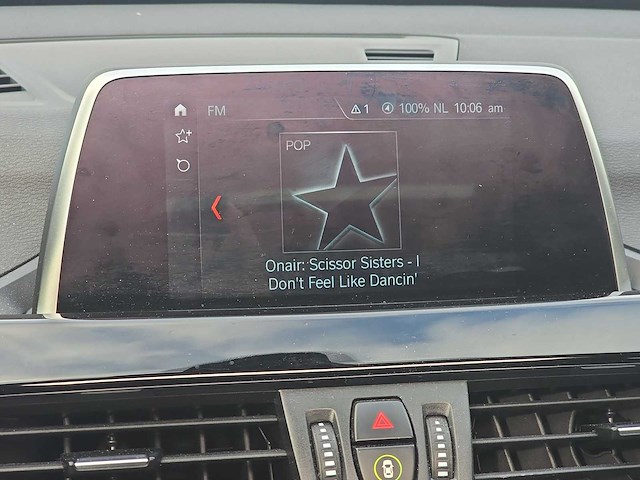 FM
1 100% NL 10:06 am
POP
Onair: Scissor Sisters - I
Don't Feel Like Dancin'